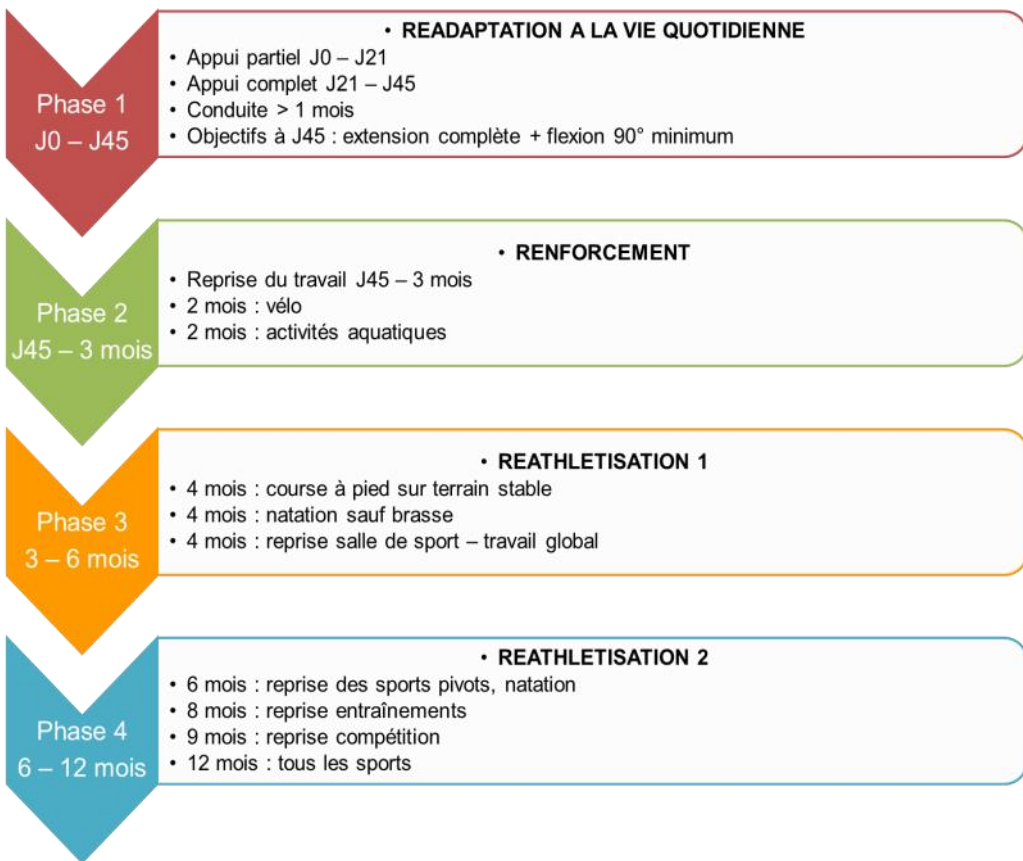 • READAPTATION A LA VIE QUOTIDIENNE
Phase 1
J0 – J45
• Appui partiel J0 – J21
• Appui complet J21 – J45
• Conduite > 1 mois
• Objectifs à J45 : extension complète + flexion 90° minimum
• RENFORCEMENT
Phase 2
J45 – 3 mois
• Reprise du travail J45 – 3 mois
• 2 mois : vélo
• 2 mois : activités aquatiques
• REATHLETISATION 1
Phase 3
3 – 6 mois
• 4 mois : course à pied sur terrain stable
• 4 mois : natation sauf brasse
• 4 mois : reprise salle de sport – travail global
• REATHLETISATION 2
Phase 4
6 – 12 mois
• 6 mois : reprise des sports pivots, natation
• 8 mois : reprise entraînements
• 9 mois : reprise compétition
• 12 mois : tous les sports